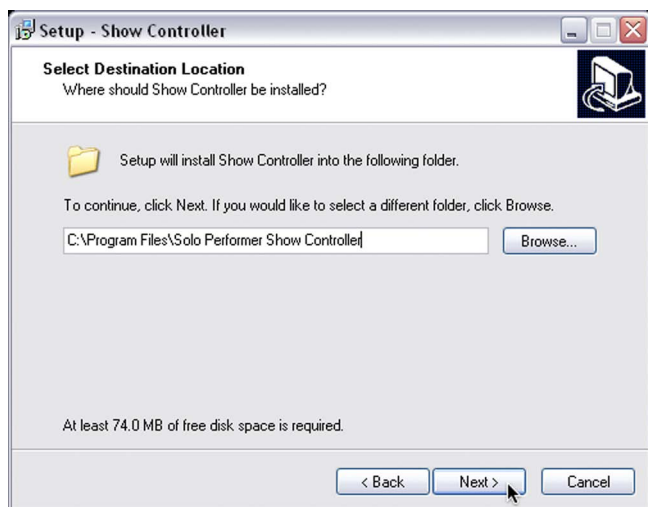 Setup - Show Controller
Select Destination Location
Where should Show Controller be installed?
Setup will install Show Controller into the following folder.
To continue, click Next. If you would like to select a different folder, click Browse.
C:\Program Files\Solo Performer Show Controller
Browse...
At least 74.0 MB of free disk space is required.
< Back Next > Cancel